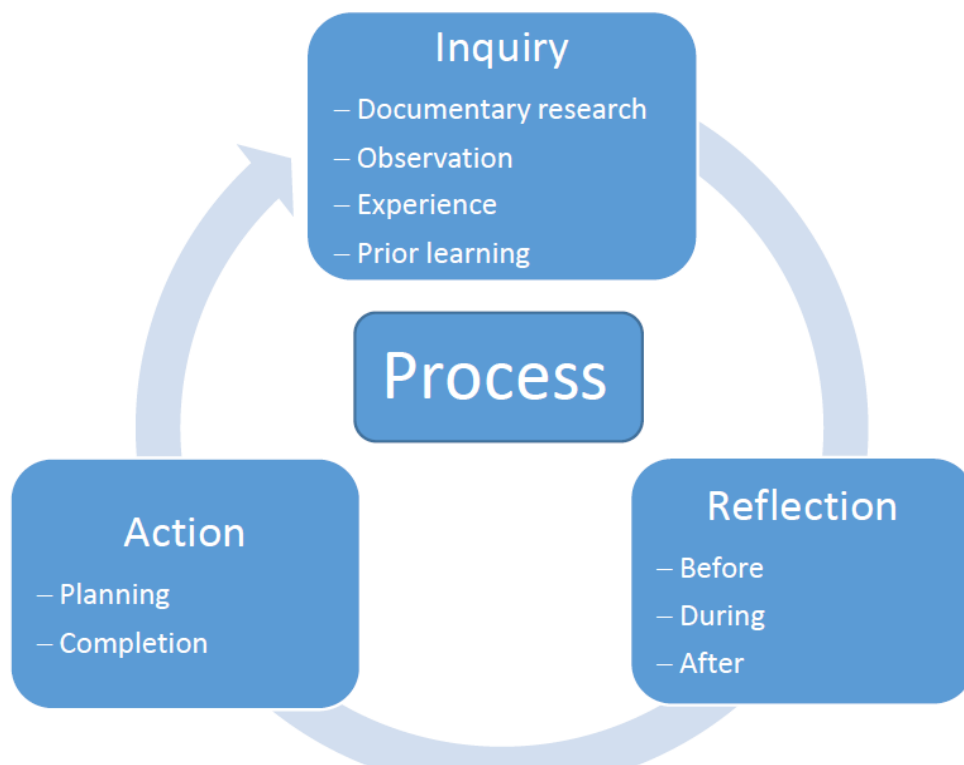 Inquiry
– Documentary research
– Observation
– Experience
– Prior learning
Process
Action
– Planning
– Completion
Reflection
– Before
– During
– After